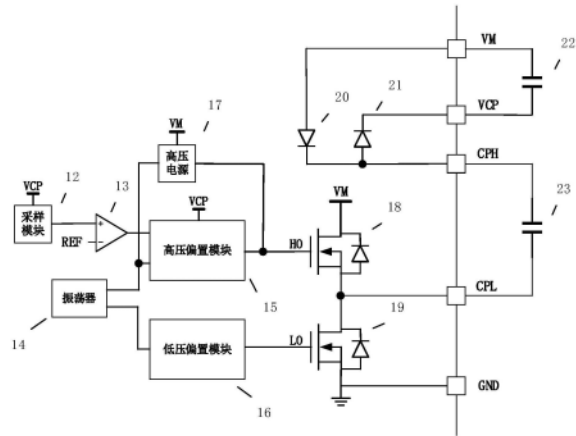 VM
22
20
21
VCP
17
VM
高压
电源
CPH
VCP
12
13
采样
模块
REF
+
−
VCP
高压偏置模块
HO
VM
18
23
15
CPL
振荡器
14
低压偏置模块
LO
19
16
GND